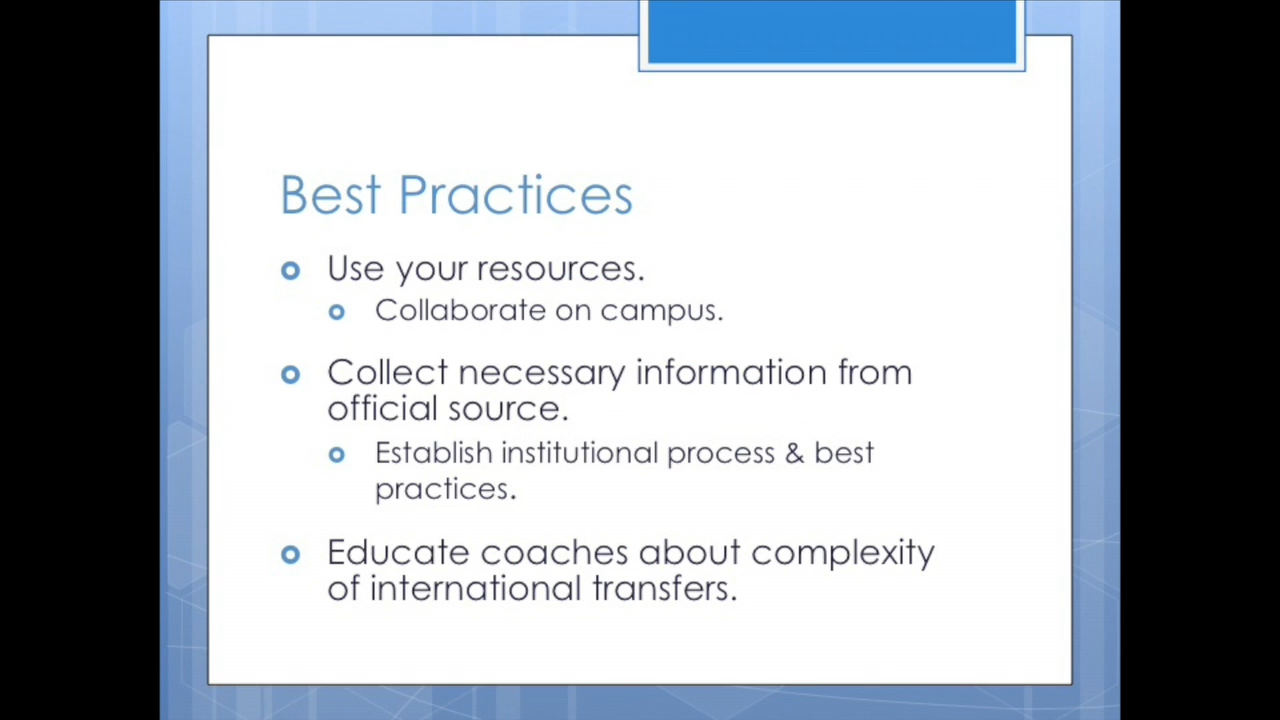 Best Practices
Use your resources.
Collaborate on campus.
Collect necessary information from
official source.
Establish institutional process & best
practices.
Educate coaches about complexity
of international transfers.